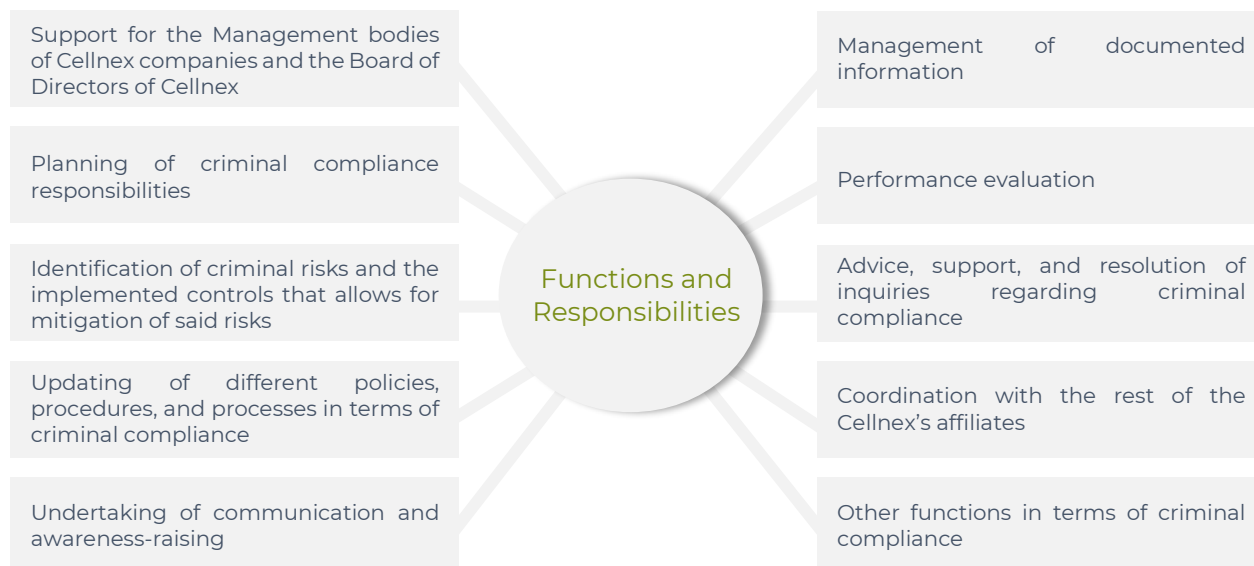 Support for the Management bodies
of Cellnex companies and the Board of
Directors of Cellnex
Planning of criminal compliance
responsibilities
Identification of criminal risks and the
implemented controls that allows for
mitigation of said risks
Updating of different policies,
procedures, and processes in terms of
criminal compliance
Undertaking of communication and
awareness-raising
Functions and
Responsibilities
Management of documented
information
Performance evaluation
Advice, support, and resolution of
inquiries regarding criminal
compliance
Coordination with the rest of the
Cellnex’s affiliates
Other functions in terms of criminal
compliance